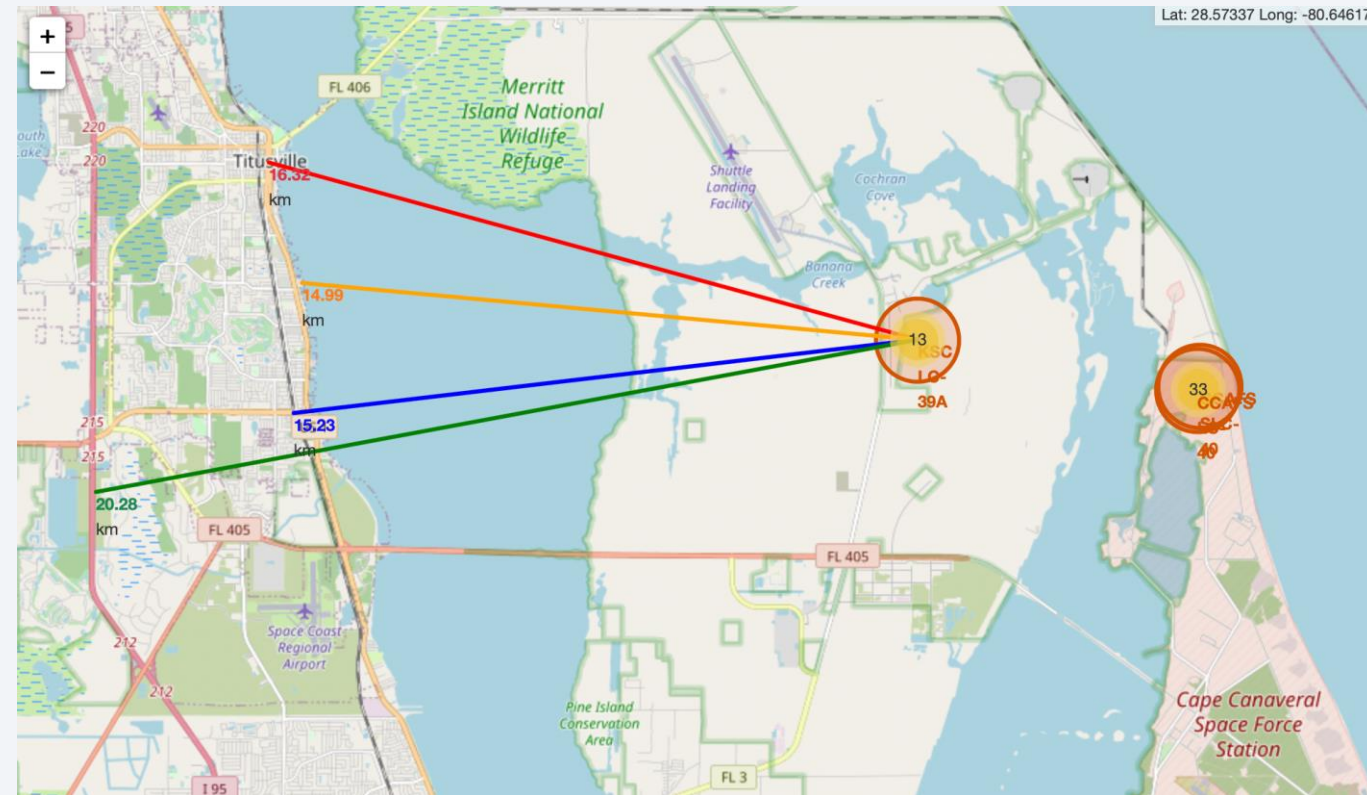 +
−
5
Lat: 28.57337 Long: -80.64617
FL 406
Merritt
Island National
Wildlife
Refuge
220
220
Titusville
16.32
km
Shuttle
Landing
Facility
Cochran
Cove
Banana
Creek
14.99
km
13
KSC
LC-
39A
33
215
215
15.23
km
20.28
km
FL 405
FL 405
Space Coast
Regional
Airport
212
212
Pine Island
Conservation
Area
Cape Canaveral
Space Force
Station
FL 3
I 95